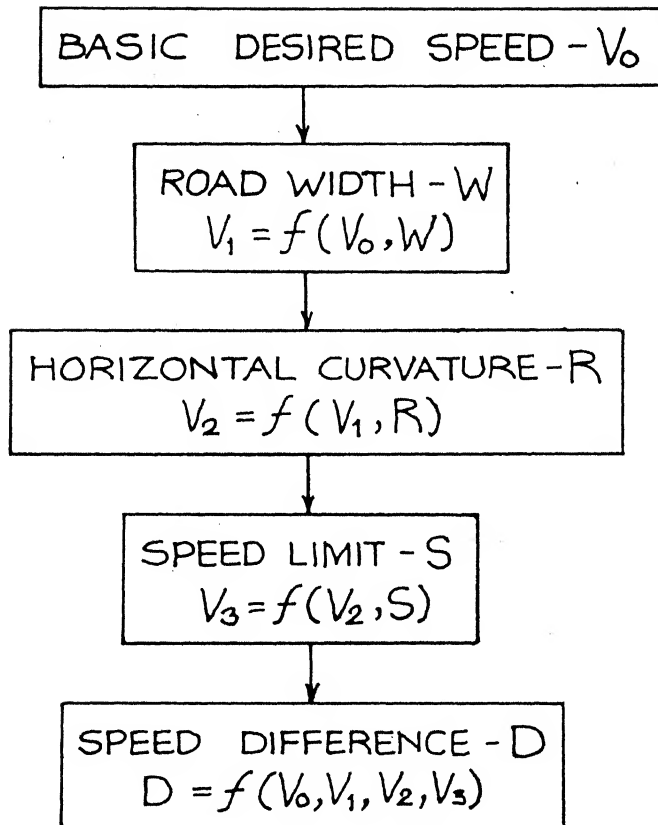 BASIC DESIRED SPEED - V₀
ROAD WIDTH - W
V₁ = f(V₀, W)
HORIZONTAL CURVATURE - R
V₂ = f(V₁, R)
SPEED LIMIT - S
V₃ = f(V₂, S)
SPEED DIFFERENCE - D
D = f(V₀, V₁, V₂, V₃)